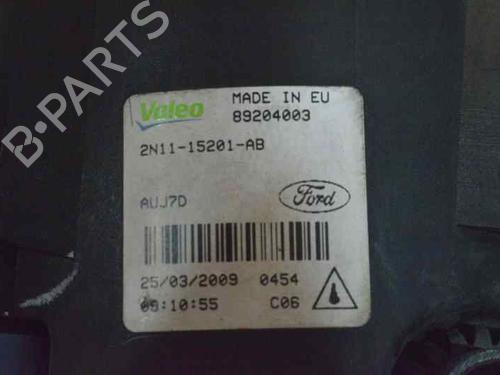 B-PARTS
Valeo MADE IN EU
89204003
2N11-15201-AB
AUJ7D
Ford
25/03/2009 0454
09:10:55 C06